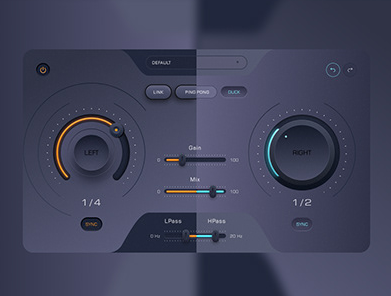 DEFAULT
LINK PING PONG DUCK
LEFT
RIGHT
Gain
0 100
Mix
0 100
1/4
1/2
SYNC
SYNC
LPass HPass
0 Hz 20 Hz